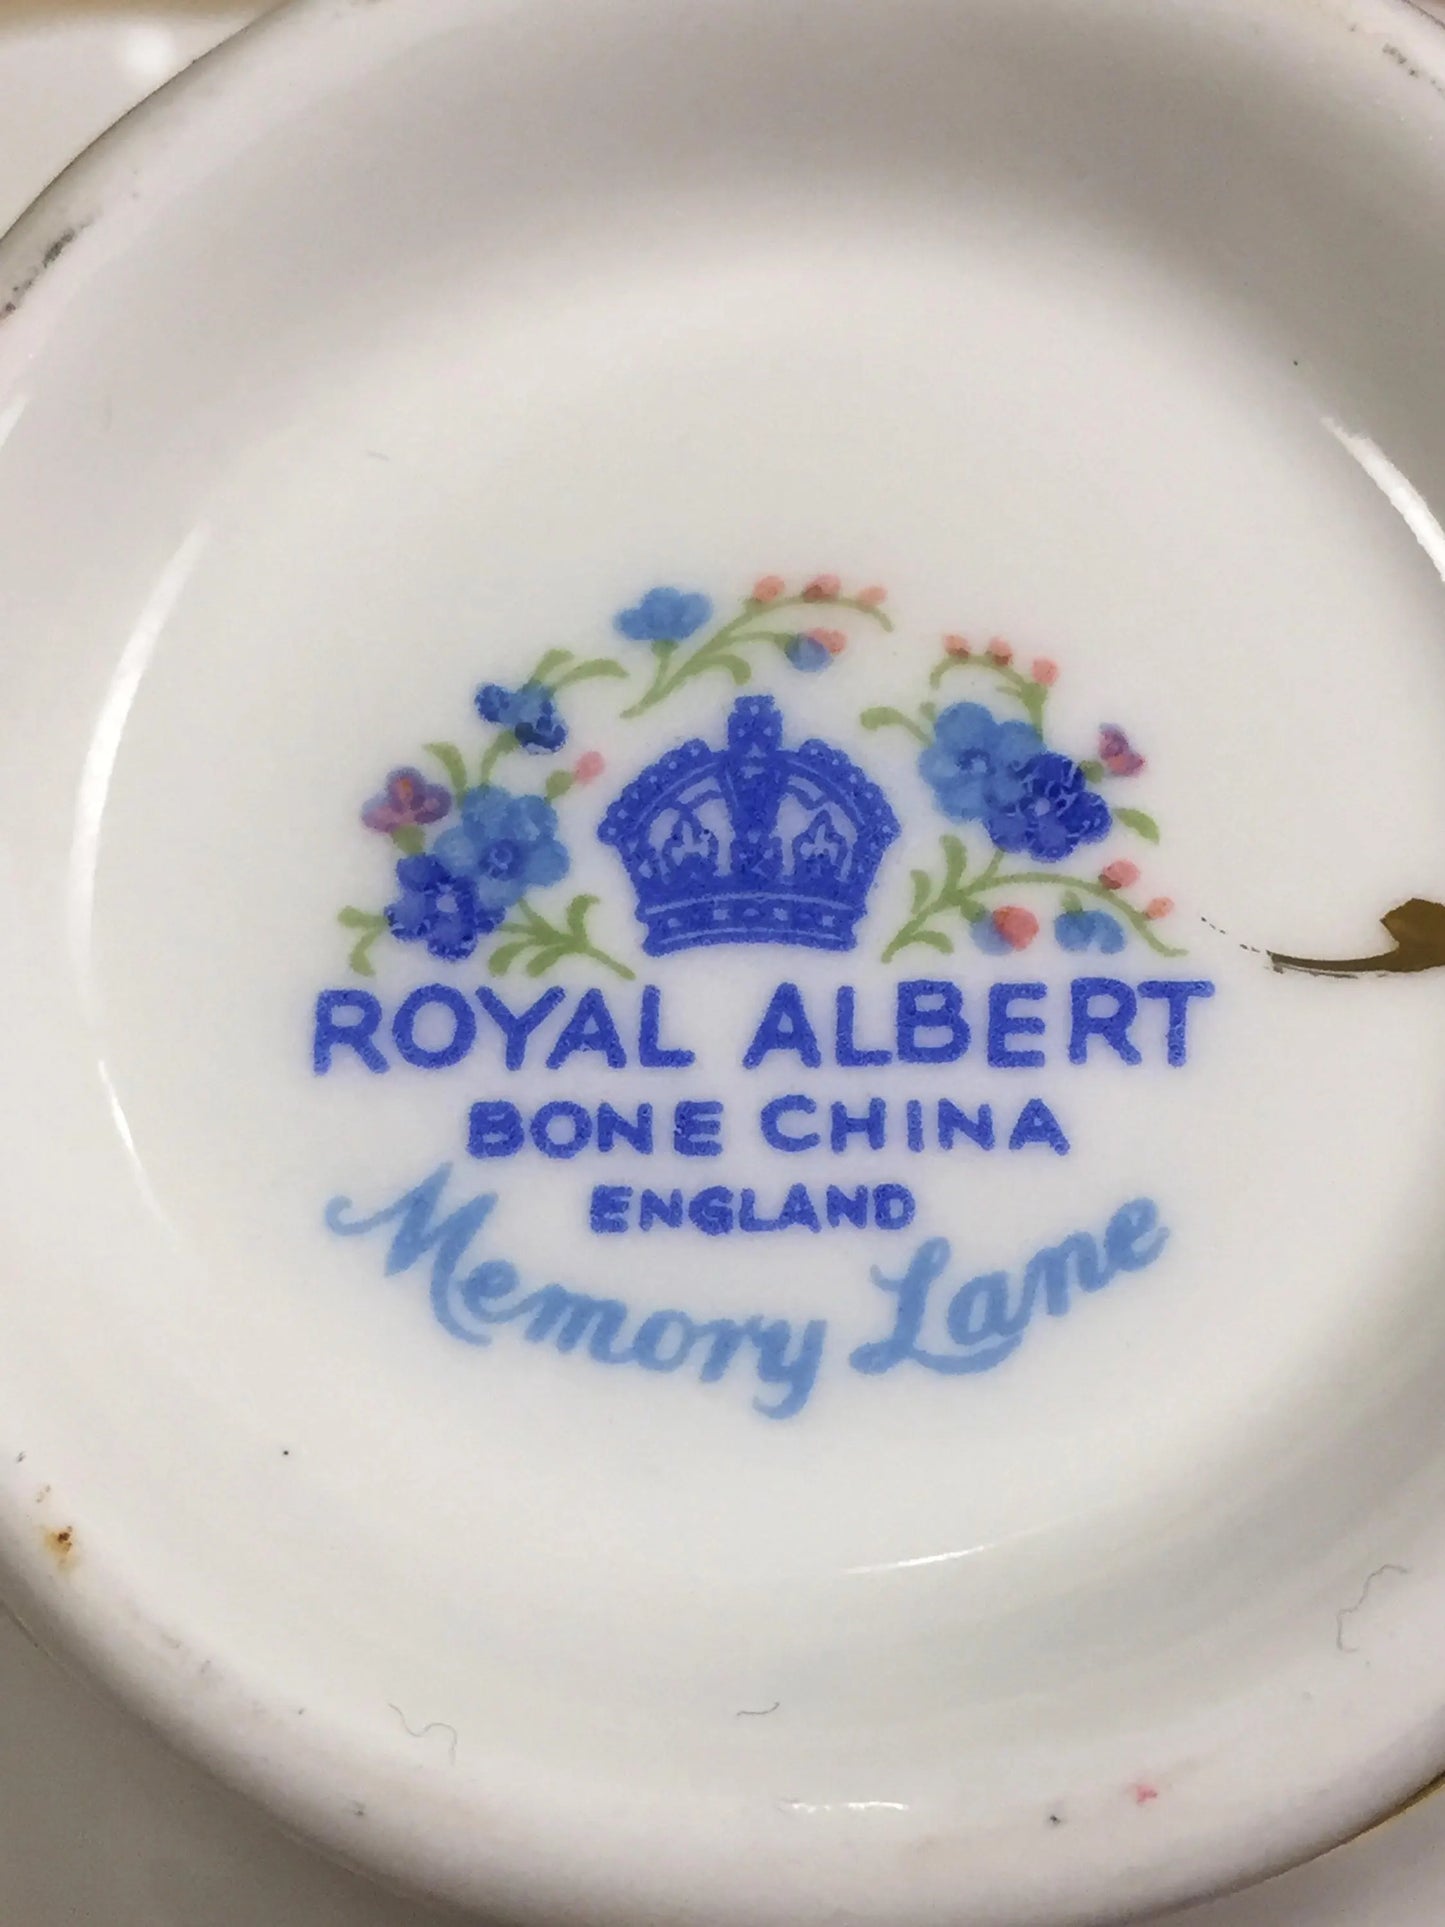 ROYAL ALBERT
BONE CHINA
ENGLAND
Memory Lane